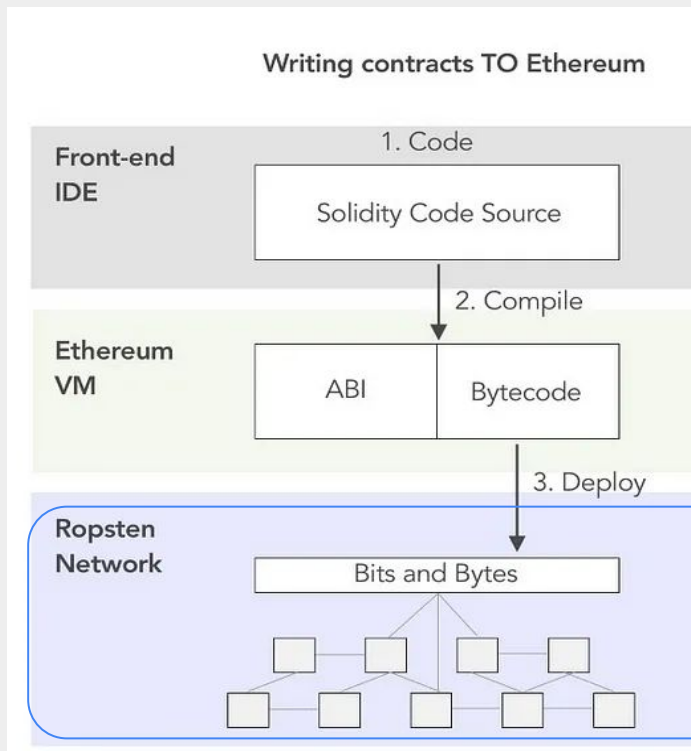 Writing contracts TO Ethereum
1. Code
Front-end
IDE
Solidity Code Source
2. Compile
Ethereum
VM
ABI
Bytecode
3. Deploy
Ropsten
Network
Bits and Bytes